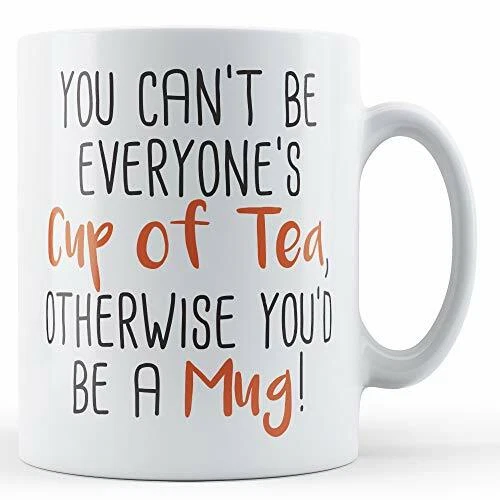 YOU CAN'T BE
EVERYONE'S
Cup of Tea,
OTHERWISE YOU'D
BE A Mug!